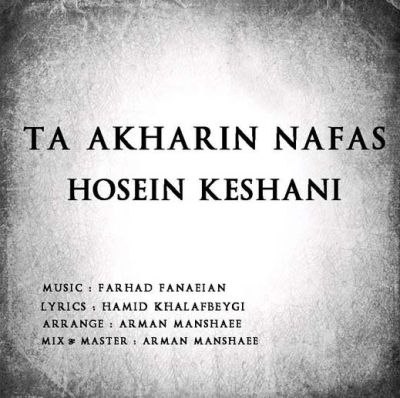 TA AKHARIN NAFAS
HOSEIN KESHANI
MUSIC : FARHAD FANAEIAN
LYRICS : HAMID KHALAFBEYGI
ARRANGE : ARMAN MANSHAEE
MIX & MASTER : ARMAN MANSHAEE